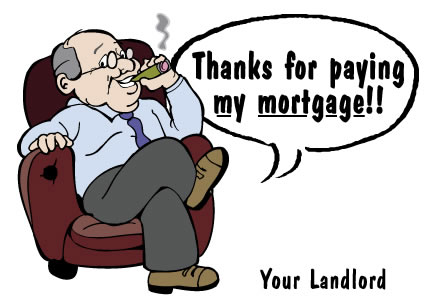 Thanks for paying
my mortgage!!
Your Landlord